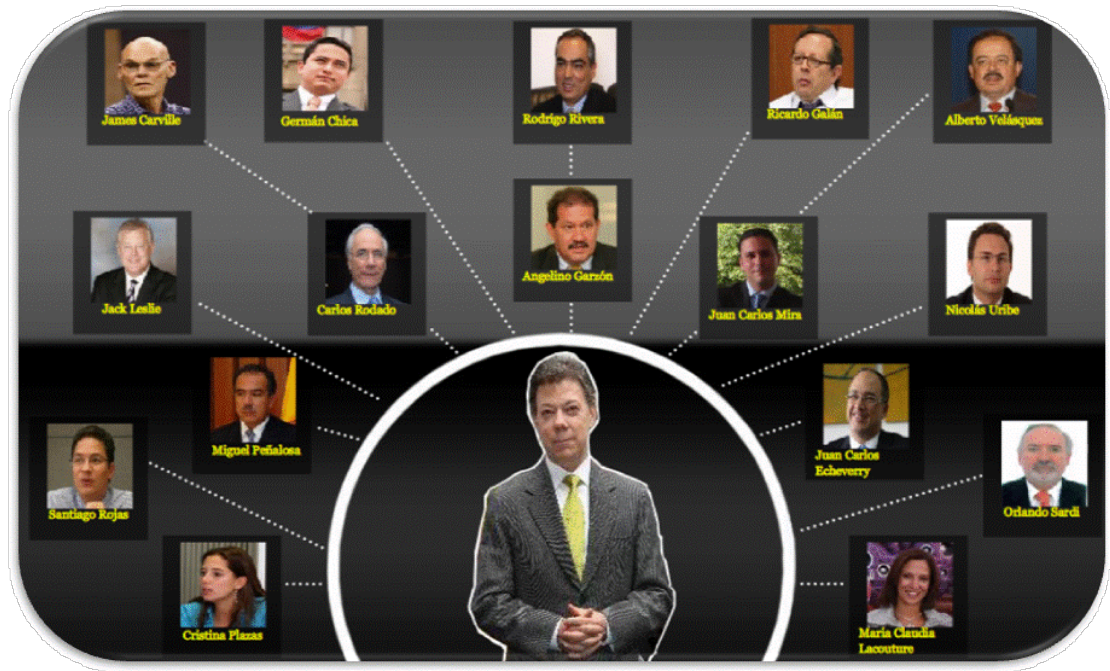 James Carville
Germán Chica
Rodrigo Rivera
Ricardo Galán
Alberto Velásquez
Jack Leslie
Carlos Rodado
Angelino Garzón
Juan Carlos Mira
Nicolás Uribe
Miguel Peñalosa
Juan Carlos
Echeverry
Santiago Rojas
Orlando Sardi
Cristina Plazas
María Claudia
Lacouture